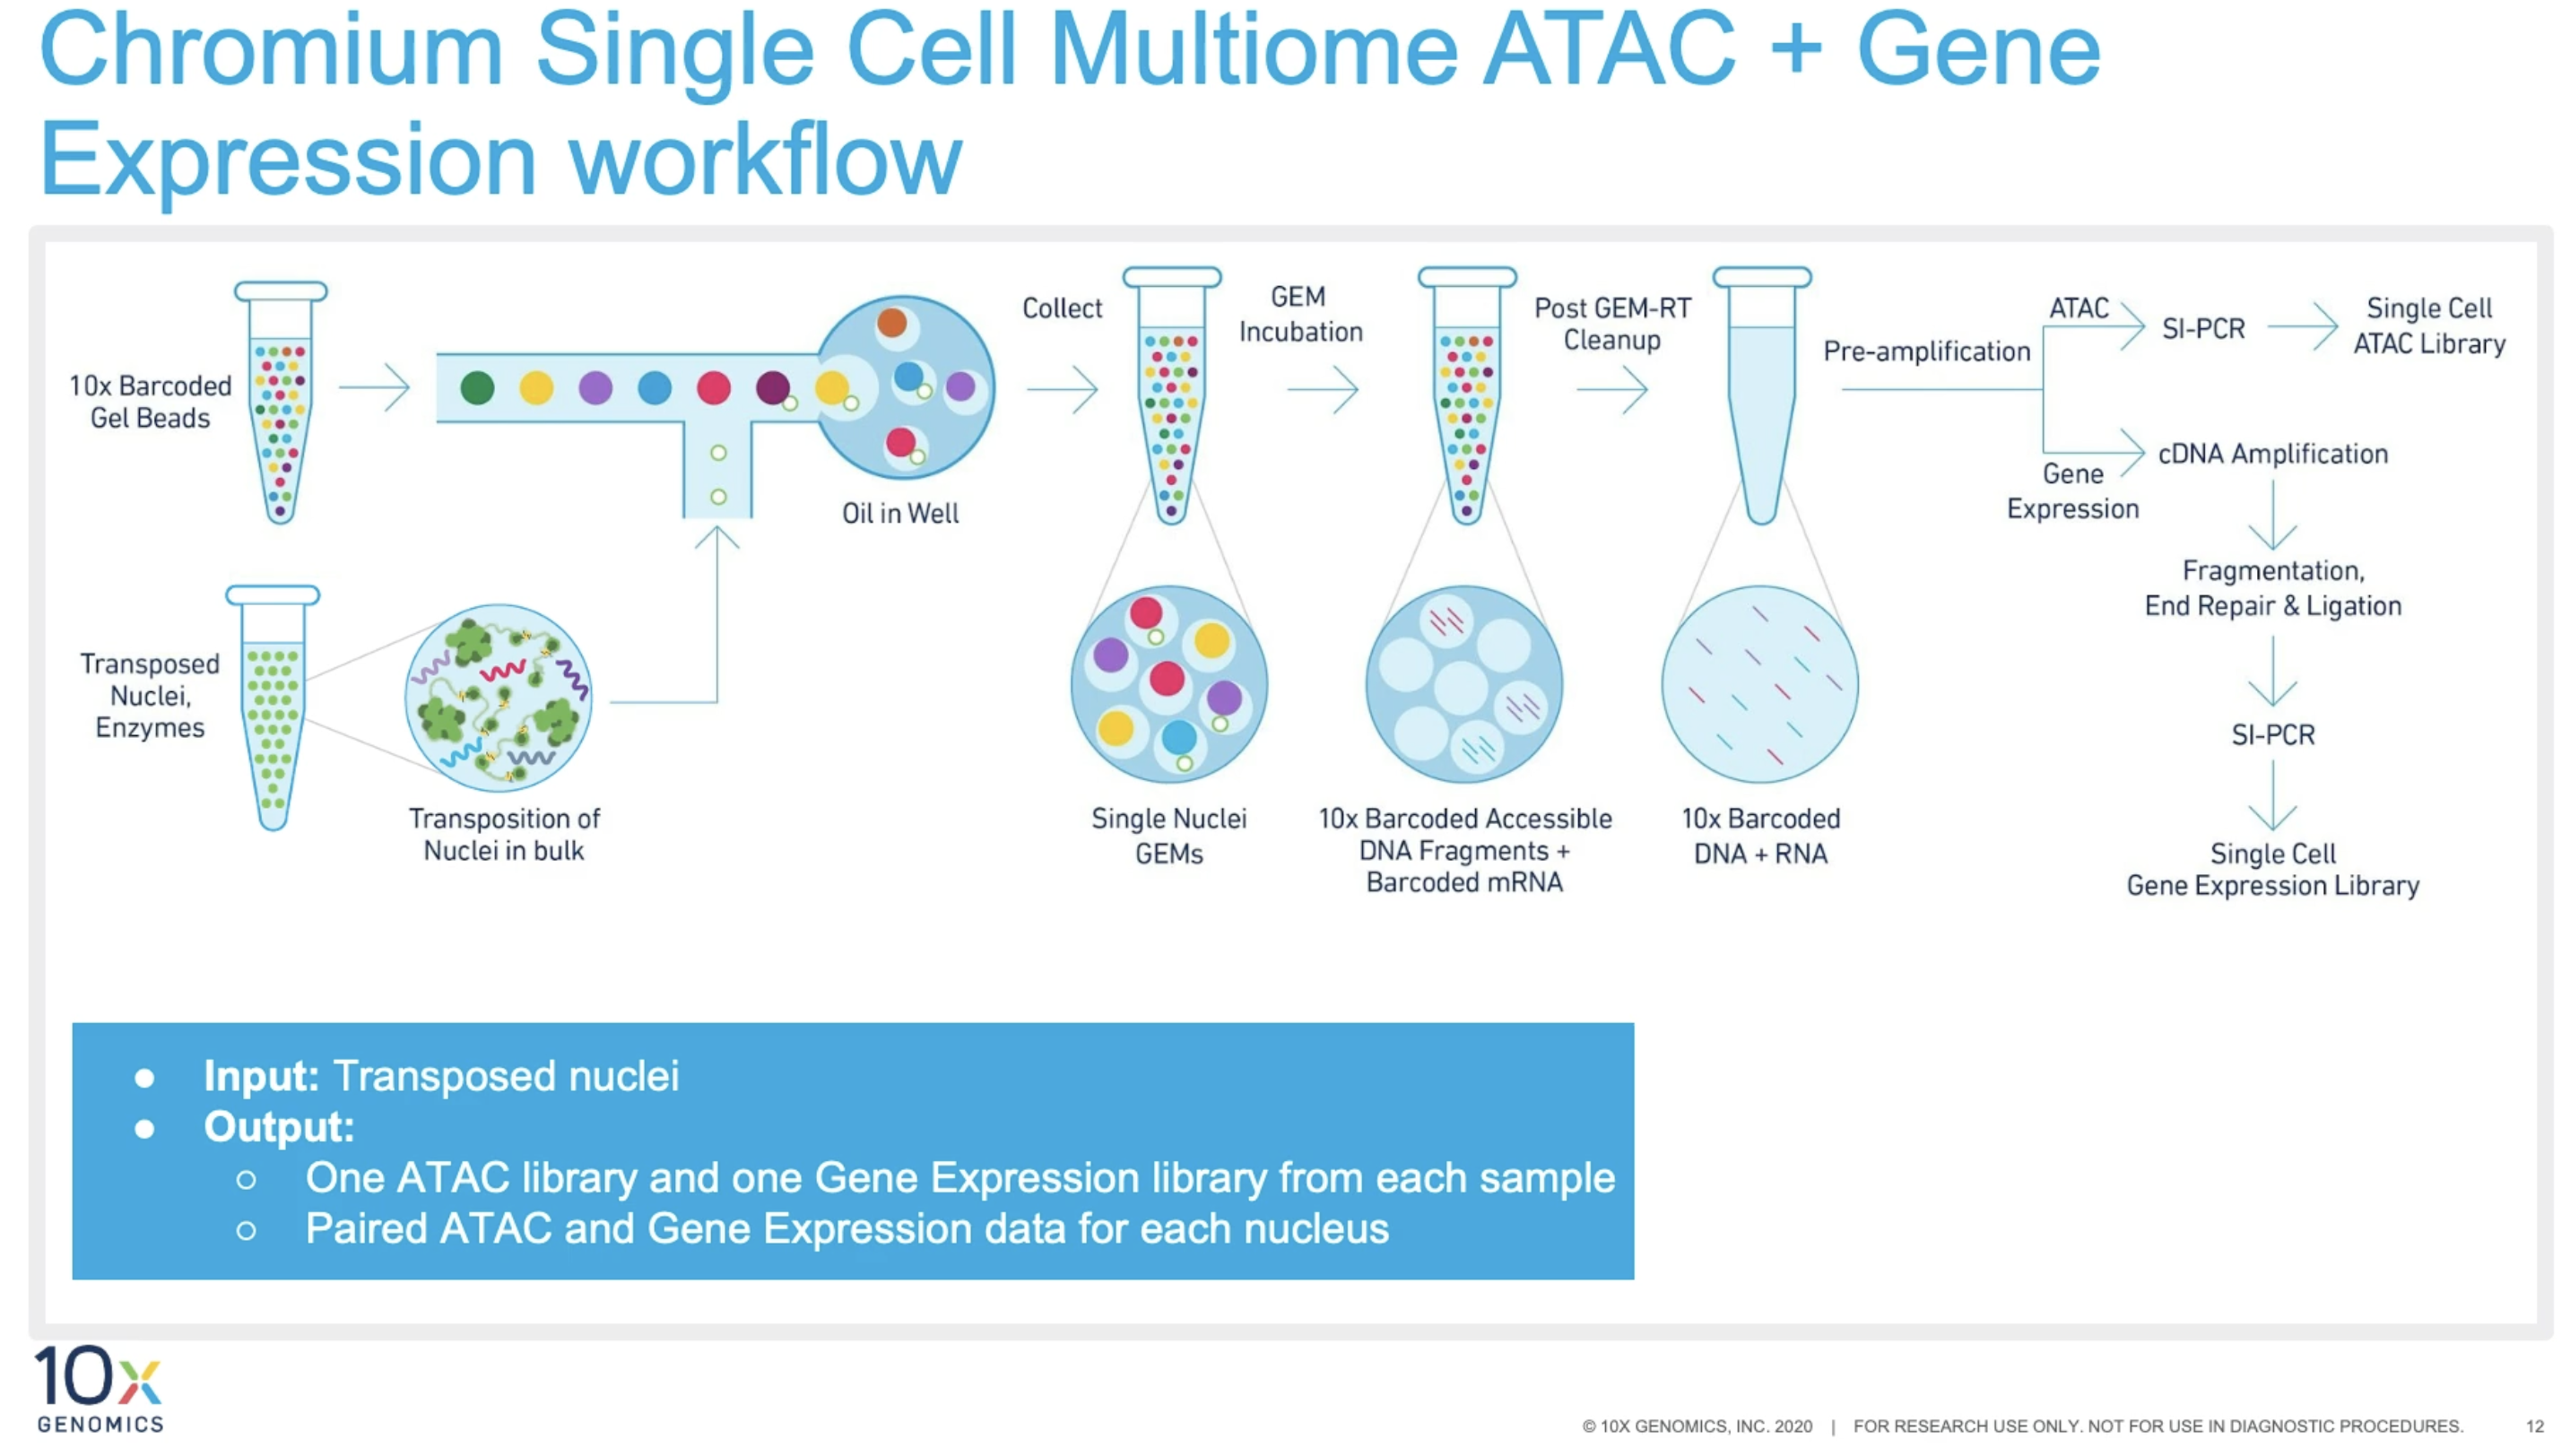 Chromium Single Cell Multiome ATAC + Gene
Expression workflow
10x Barcoded
Gel Beads
Oil in Well
Collect
GEM
Incubation
Post GEM-RT
Cleanup
Pre-amplification
ATAC
SI-PCR
Single Cell
ATAC Library
Gene
Expression
cDNA Amplification
Fragmentation,
End Repair & Ligation
SI-PCR
Single Cell
Gene Expression Library
Transposed
Nuclei,
Enzymes
Transposition of
Nuclei in bulk
Single Nuclei
GEMs
10x Barcoded Accessible
DNA Fragments +
Barcoded mRNA
10x Barcoded
DNA + RNA
● Input: Transposed nuclei
● Output:
○ One ATAC library and one Gene Expression library from each sample
○ Paired ATAC and Gene Expression data for each nucleus
10x
GENOMICS
© 10X GENOMICS, INC. 2020 | FOR RESEARCH USE ONLY. NOT FOR USE IN DIAGNOSTIC PROCEDURES. 12